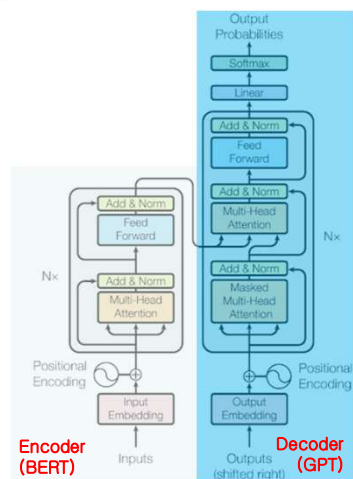 Output
Probabilities
Softmax
Linear
Add & Norm
Feed
Forward
Add & Norm
Multi-Head
Attention
Nx
Add & Norm
Masked
Multi-Head
Attention
Positional
Encoding
Output
Embedding
Outputs
(shifted right)
Decoder
(GPT)
Add & Norm
Feed
Forward
Nx
Add & Norm
Multi-Head
Attention
Positional
Encoding
Input
Embedding
Inputs
Encoder
(BERT)